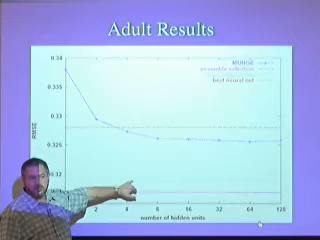 Adult Results
0.34
MUNGE
ensemble selection
0.335
best neural net
0.33
RMSE
0.325
0.32
2 4 8 16 32 64 128
number of hidden units